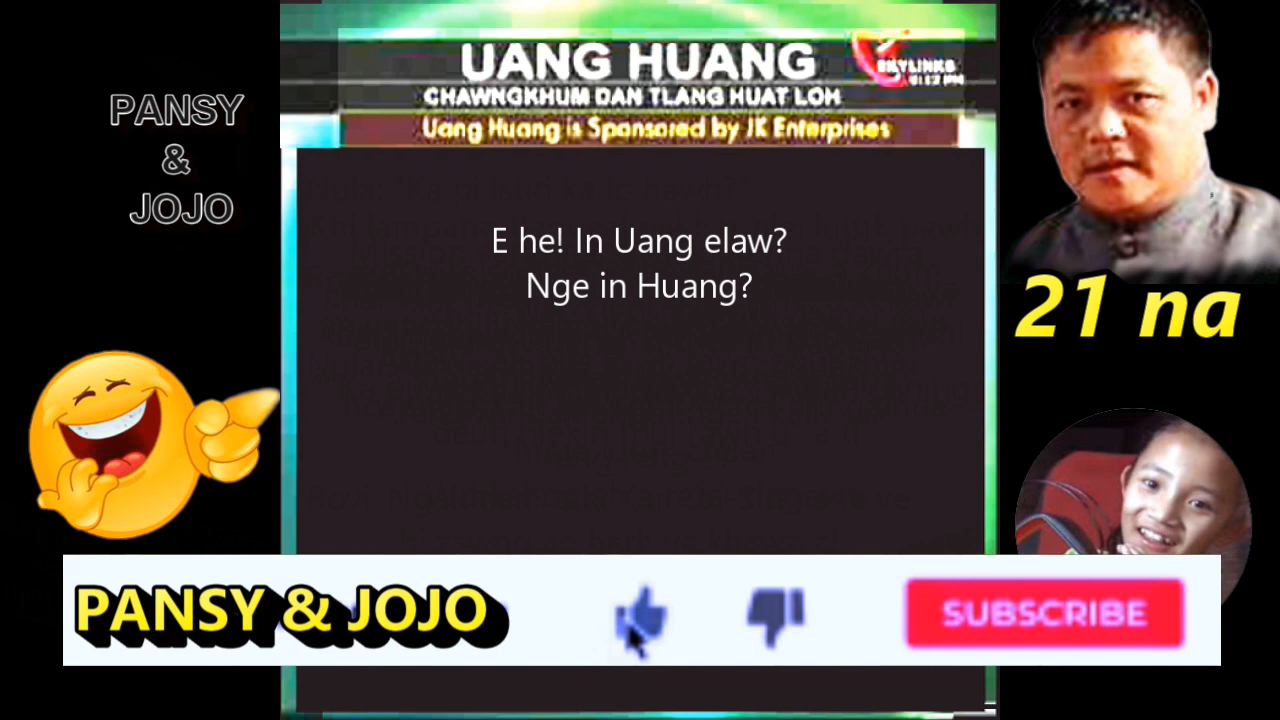 UANG HUANG
SKYLINKS
CHAWNGKHUM DAN TLANG HUAT LOH
Uang Huang is Sponsored by JK Enterprises
PANSY
&
JOJO
E he! In Uang elaw?
Nge in Huang?
21 na
PANSY & JOJO
SUBSCRIBE